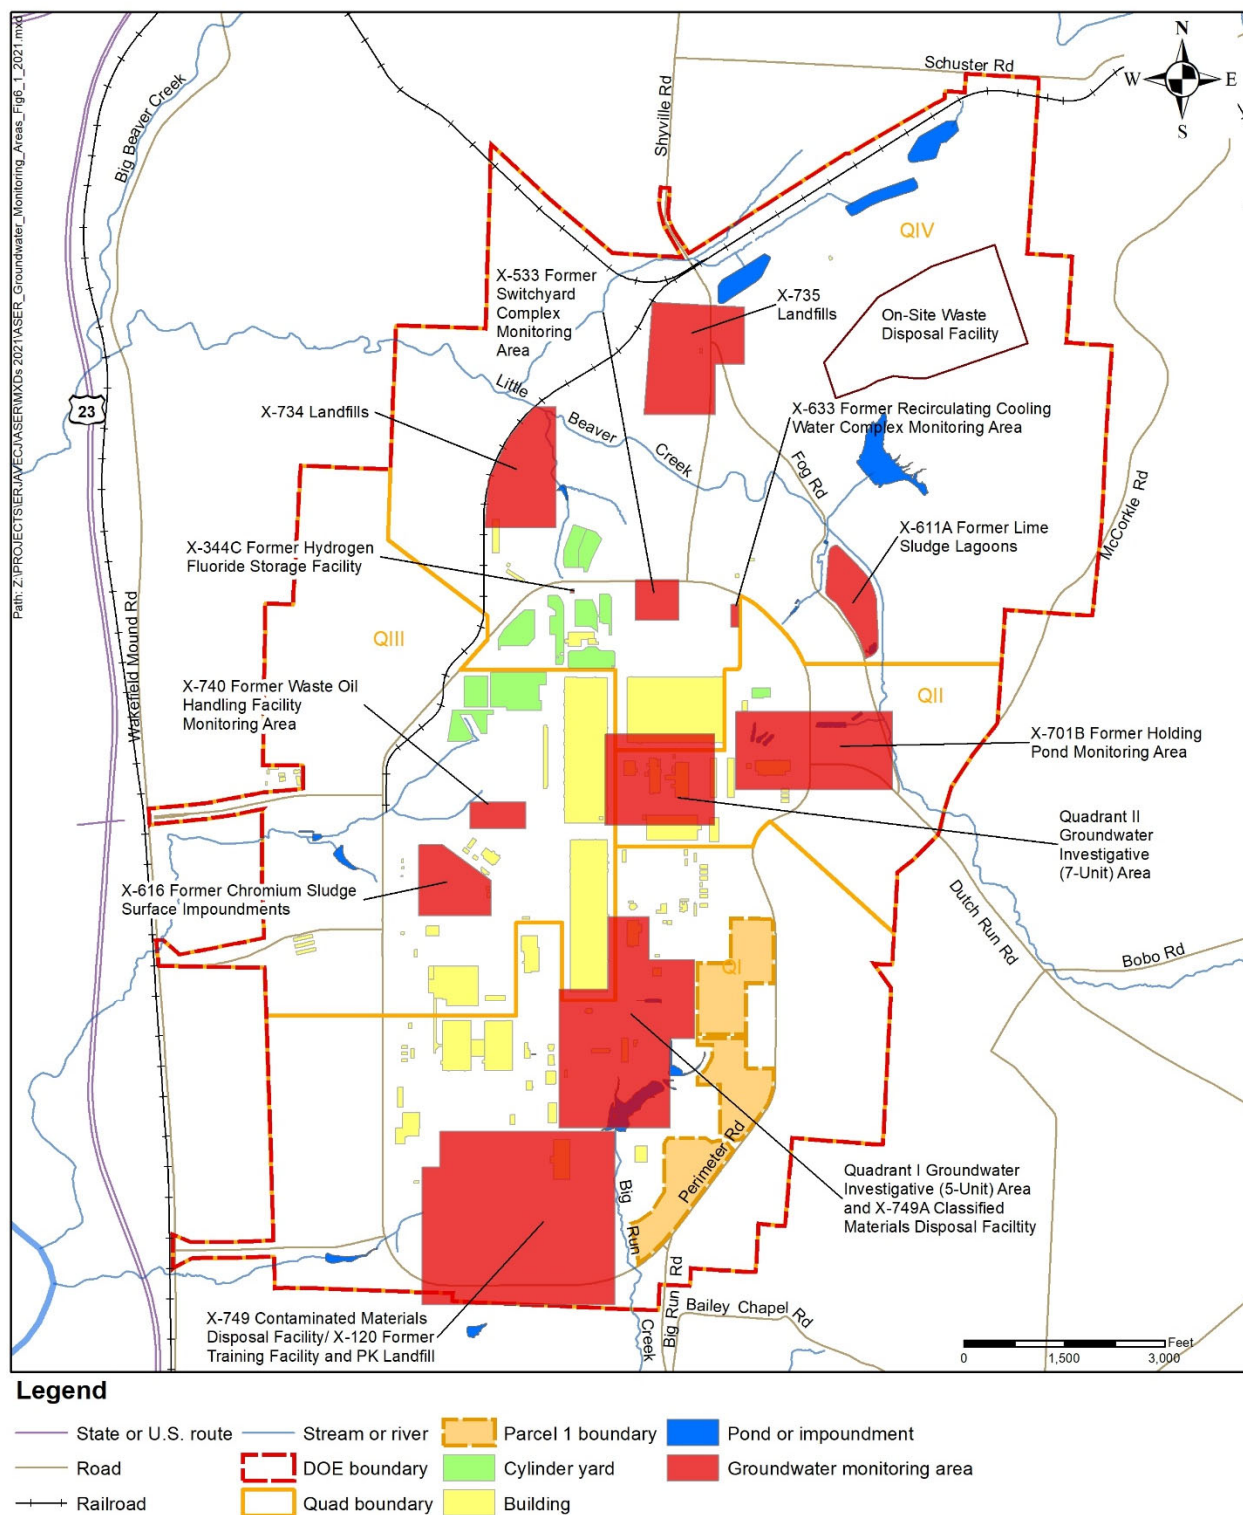 Path: Z:\PROJECTS\ERJAVECJ\ASER\MXDs 2021\ASER_Groundwater_Monitoring_Areas_Fig6_1_2021.mxd
N
W
E
S
Schuster Rd
Shyville Rd
Big Beaver Creek
QIV
X-533 Former
Switchyard
Complex
Monitoring
Area
X-735
Landfills
On-Site Waste
Disposal Facility
Little
Beaver
Creek
23
X-734 Landfills
X-633 Former Recirculating Cooling
Water Complex Monitoring Area
Fog Rd
McCorkle Rd
X-611A Former Lime
Sludge Lagoons
X-344C Former Hydrogen
Fluoride Storage Facility
Wakefield Mound Rd
QIII
QII
X-740 Former Waste Oil
Handling Facility
Monitoring Area
X-701B Former Holding
Pond Monitoring Area
Quadrant II
Groundwater
Investigative
(7-Unit) Area
X-616 Former Chromium Sludge
Surface Impoundments
Dutch Run Rd
Bobo Rd
QI
Perimeter Rd
Quadrant I Groundwater
Investigative (5-Unit) Area
and X-749A Classified
Materials Disposal Faciltity
Big
Run
Creek
Big Run Rd
Bailey Chapel Rd
X-749 Contaminated Materials
Disposal Facility/ X-120 Former
Training Facility and PK Landfill
Feet
0 1,500 3,000
Legend
State or U.S. route
Stream or river
Parcel 1 boundary
Pond or impoundment
Road
DOE boundary
Cylinder yard
Groundwater monitoring area
Railroad
Quad boundary
Building